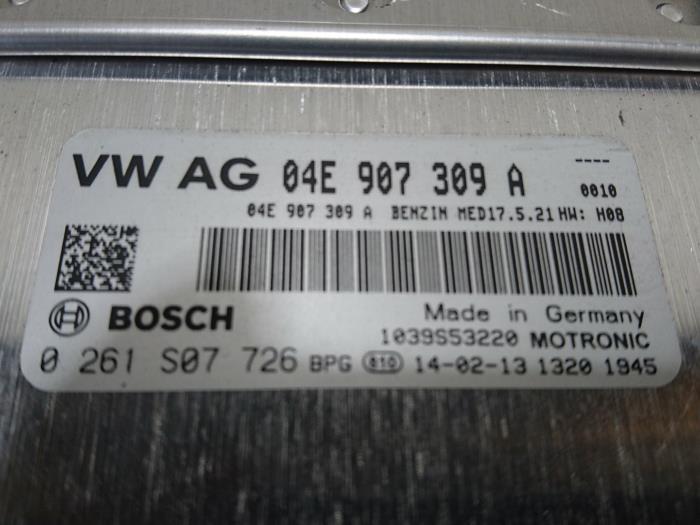 VW AG 04E 907 309 A ----
0010
04E 907 309 A BENZIN MED17.5.21 HW: H08
BOSCH Made in Germany
1039S53220 MOTRONIC
0 261 S07 726 BPG 610 14-02-13 1320 1945